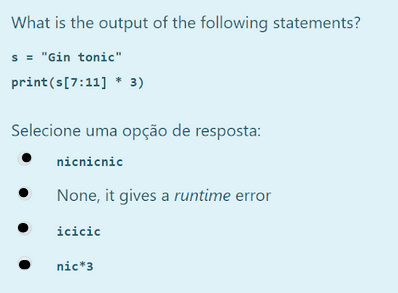 What is the output of the following statements?
s = "Gin tonic"
print(s[7:11] * 3)
Selecione uma opção de resposta:
nicnicnic
None, it gives a runtime error
icicic
nic*3